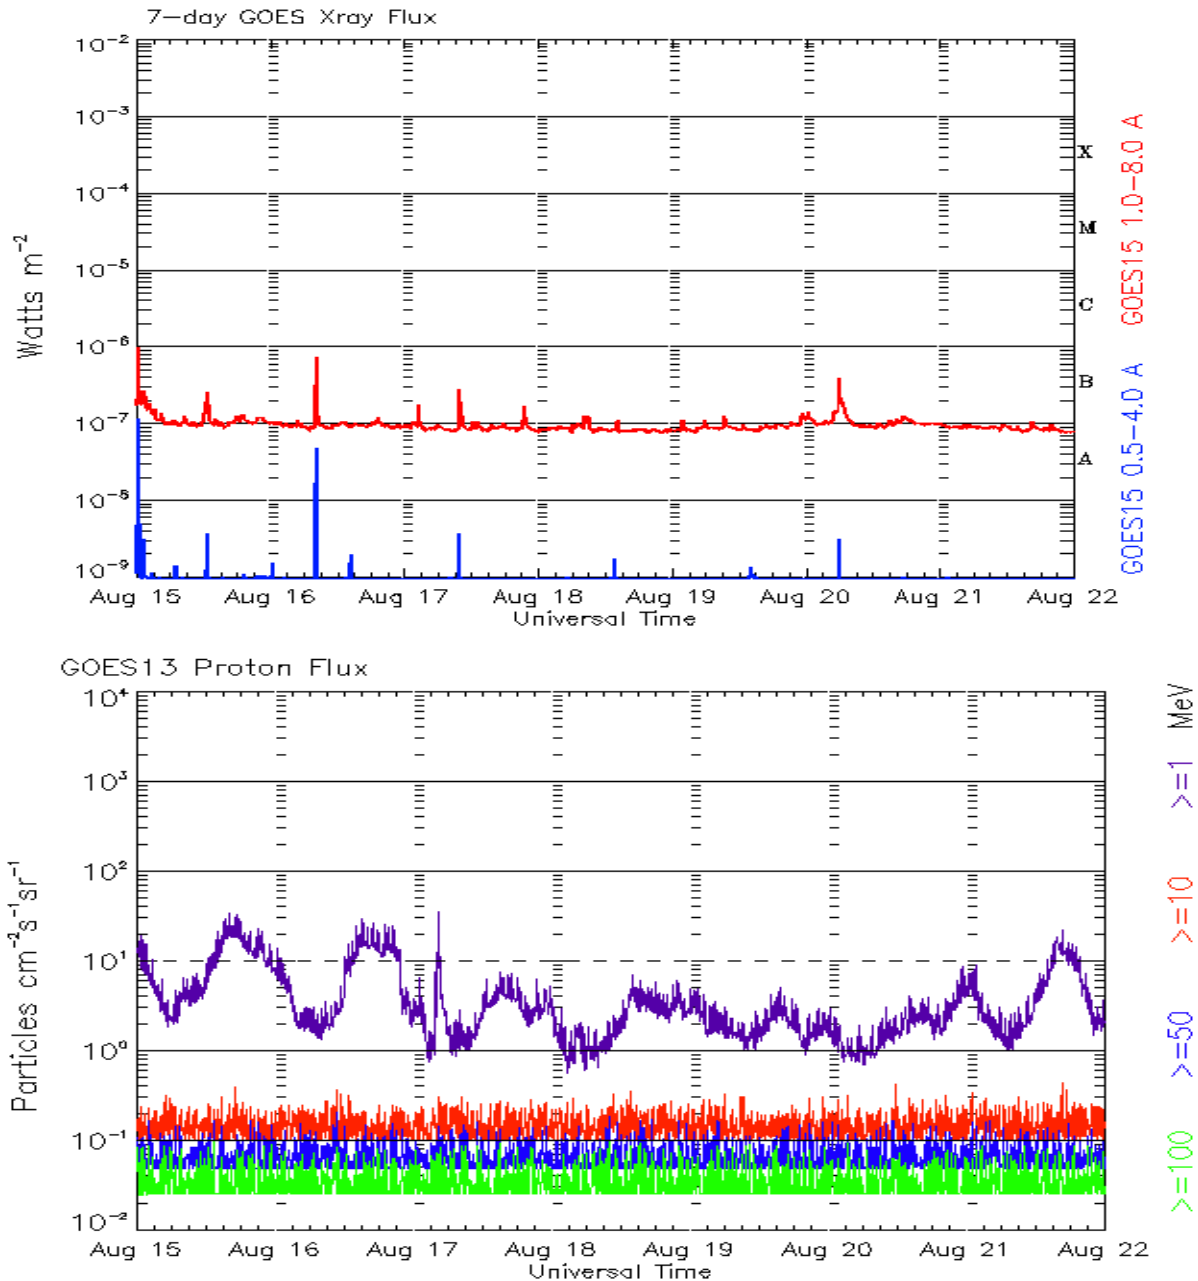 7-day GOES Xray Flux
10⁻²
10⁻³
10⁻⁴
10⁻⁵
10⁻⁶
10⁻⁷
10⁻⁸
10⁻⁹
Watts m⁻²
X
M
C
B
A
GOES15 1.0-8.0 A
GOES15 0.5-4.0 A
Aug 15 Aug 16 Aug 17 Aug 18 Aug 19 Aug 20 Aug 21 Aug 22
Universal Time
GOES13 Proton Flux
10⁴
10³
10²
10¹
10⁰
10⁻¹
10⁻²
Particles cm⁻²s⁻¹sr⁻¹
>=1 MeV
>=10
>=50
>=100
Aug 15 Aug 16 Aug 17 Aug 18 Aug 19 Aug 20 Aug 21 Aug 22
Universal Time